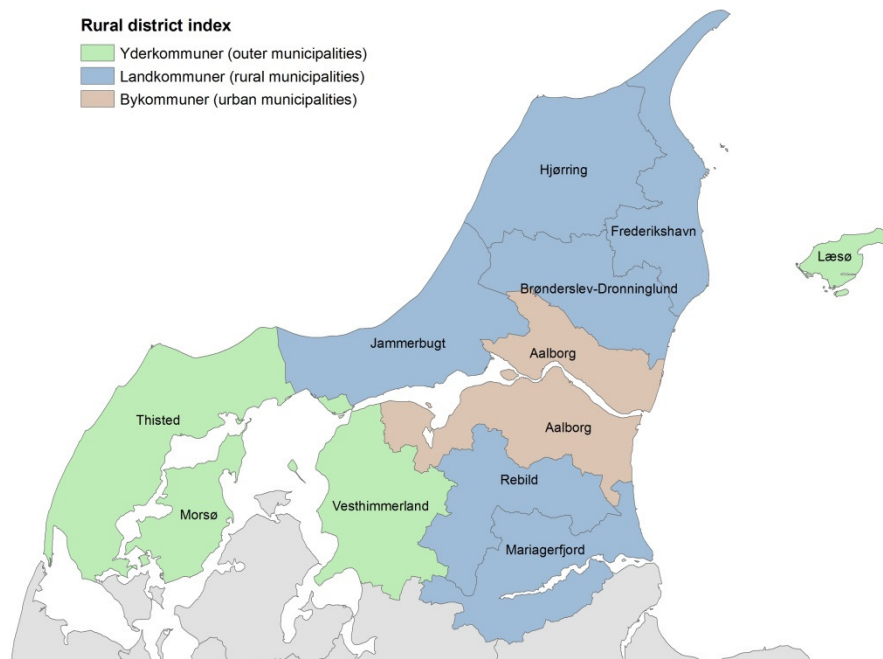 Rural district index
Yderkommuner (outer municipalities)
Landkommuner (rural municipalities)
Bykommuner (urban municipalities)
Hjørring
Frederikshavn
Læsø
Brønderslev-Dronninglund
Jammerbugt
Aalborg
Thisted
Aalborg
Rebild
Vesthimmerland
Morsø
Mariagerfjord